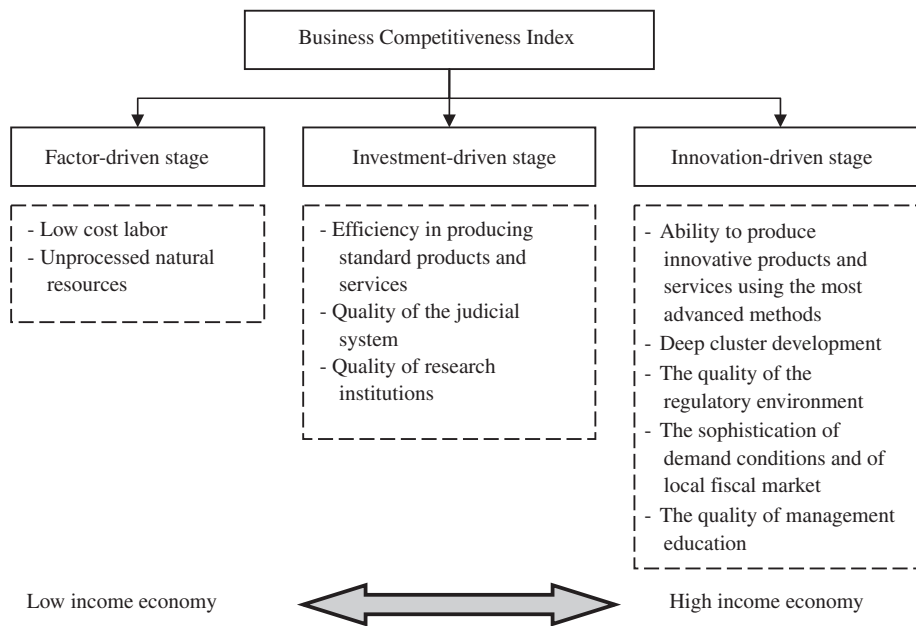 Business Competitiveness Index
Factor-driven stage
- Low cost labor
- Unprocessed natural
resources
Investment-driven stage
- Efficiency in producing
standard products and
services
- Quality of the judicial
system
- Quality of research
institutions
Innovation-driven stage
- Ability to produce
innovative products and
services using the most
advanced methods
- Deep cluster development
- The quality of the
regulatory environment
- The sophistication of
demand conditions and of
local fiscal market
- The quality of management
education
Low income economy
High income economy